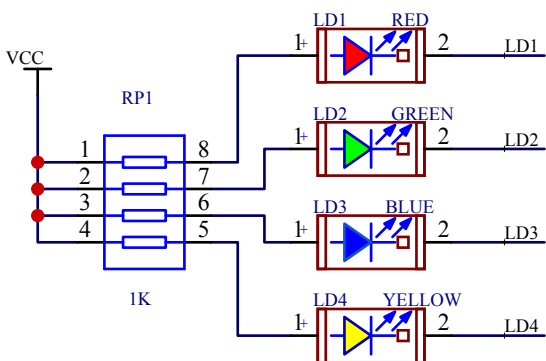 LD1 RED
1+ 2 LD1
VCC
RP1
LD2 GREEN
1+ 2 LD2
1 8
2 7
3 6
4 5
LD3 BLUE
1+ 2 LD3
1K
LD4 YELLOW
1+ 2 LD4